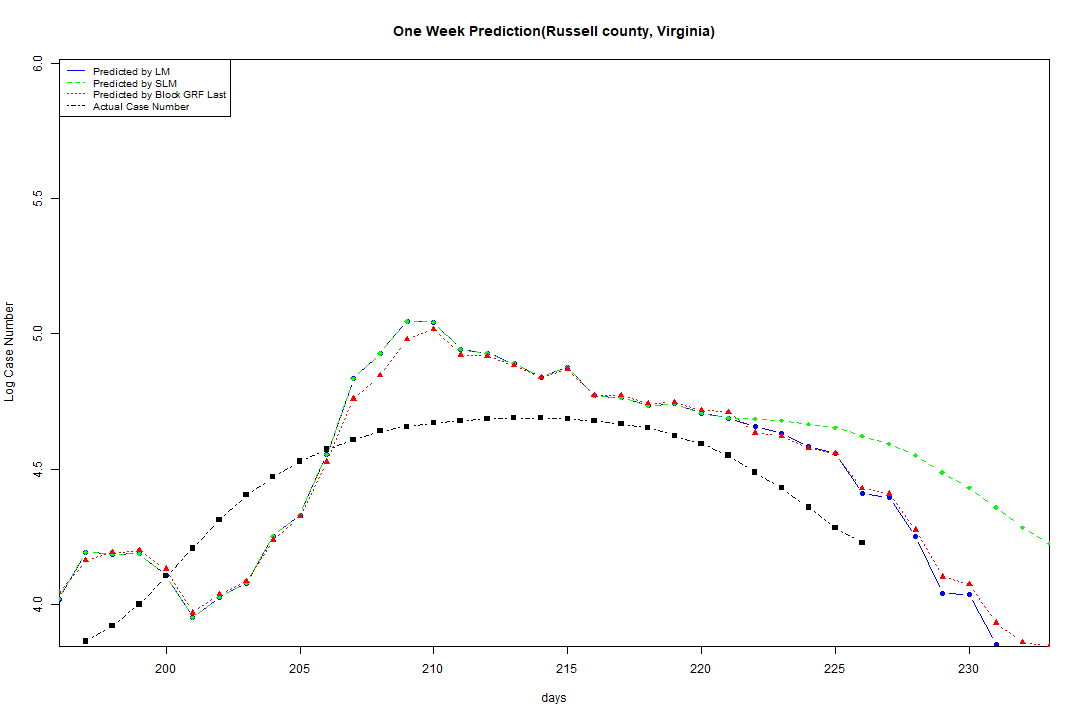 One Week Prediction(Russell county, Virginia)
Predicted by LM
Predicted by SLM
Predicted by Block GRF Last
Actual Case Number
6.0
5.5
5.0
4.5
4.0
Log Case Number
200 205 210 215 220 225 230
days